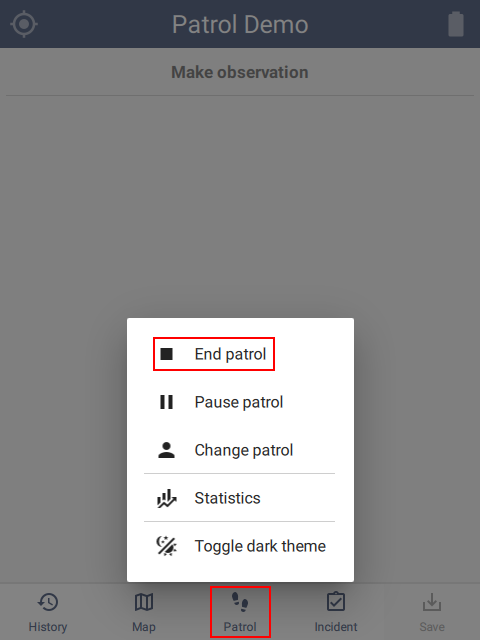 Patrol Demo
Make observation
End patrol
Pause patrol
Change patrol
Statistics
Toggle dark theme
History Map Patrol Incident Save